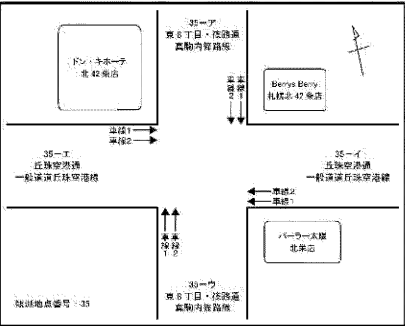 35ーア
東8丁目・篠路通
真駒内篠路線
ドン・キホーテ
北42条店
Berrys Berry
札幌北42条店
車線2
車線1
車線1
車線2
35ーエ
丘珠空港通
一般道道丘珠空港線
35ーイ
丘珠空港通
一般道道丘珠空港線
車線2
車線1
車線1
車線2
パーラー太陽
北栄店
35ーウ
東8丁目・篠路通
真駒内篠路線
観測地点番号:35